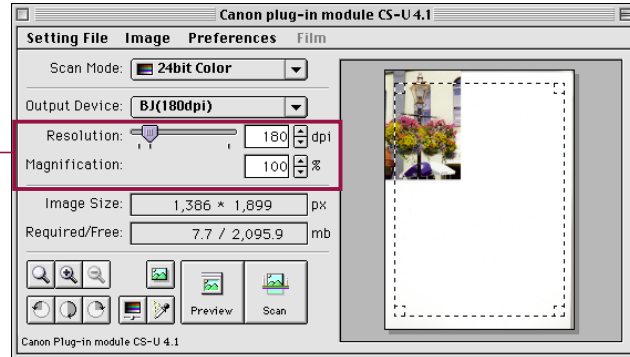 Canon plug-in module CS-U 4.1
Setting File Image Preferences Film
Scan Mode: 24bit Color
Output Device: BJ(180dpi)
Resolution: 180 dpi
Magnification: 100 %
Image Size: 1,386 * 1,899 px
Required/Free: 7.7 / 2,095.9 mb
Preview Scan
Canon Plug-in module CS-U 4.1